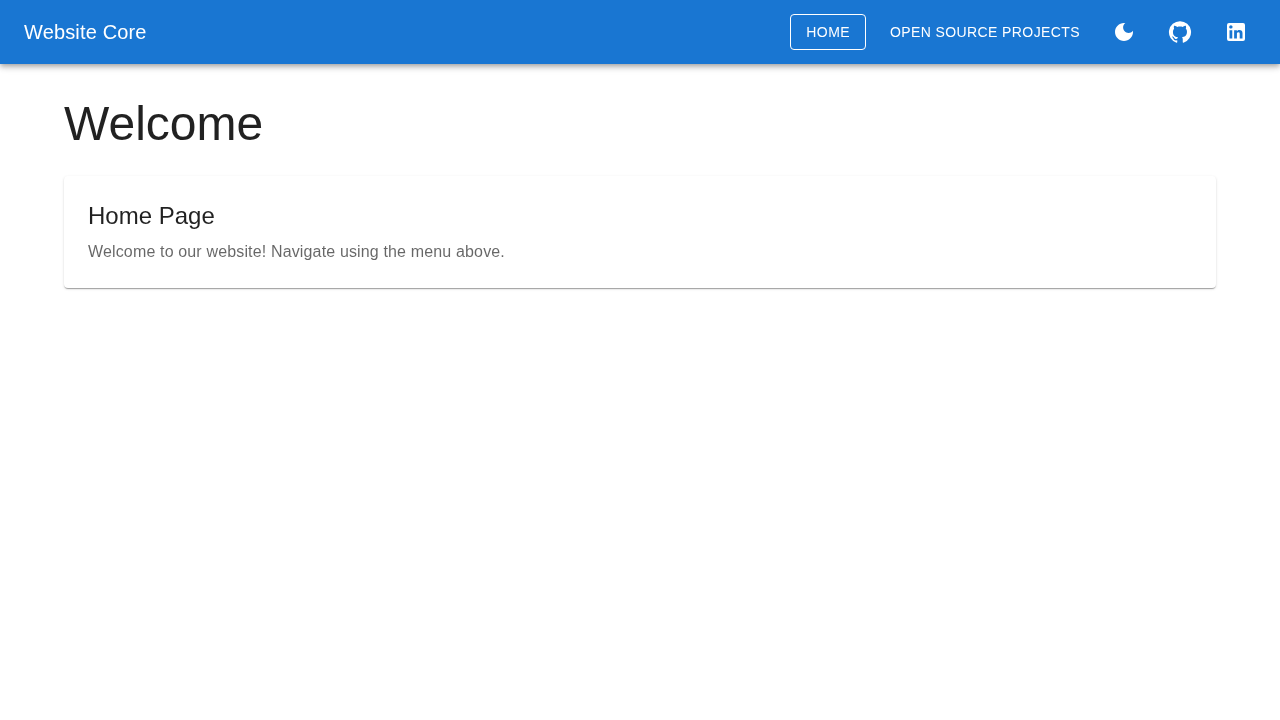 Website Core
HOME
OPEN SOURCE PROJECTS
Welcome
Home Page
Welcome to our website! Navigate using the menu above.